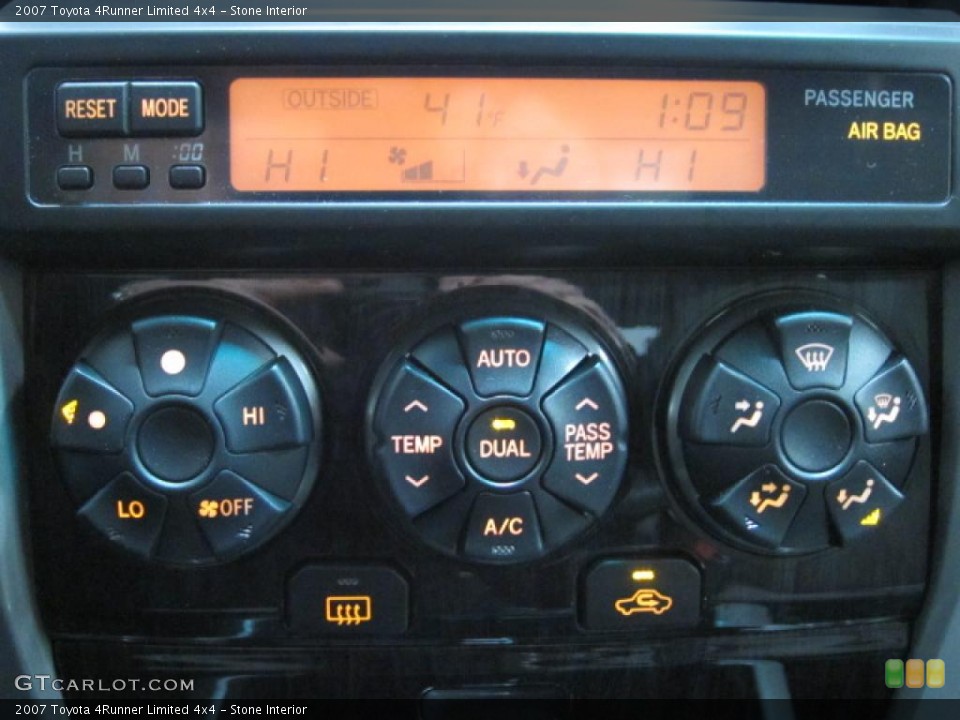 2007 Toyota 4Runner Limited 4x4 – Stone Interior
RESET MODE
H M :00
OUTSIDE 41°F 1:09
HI HI
PASSENGER
AIR BAG
HI
LO
OFF
AUTO
TEMP
DUAL
PASS
TEMP
A/C
GTCARLOT.COM
2007 Toyota 4Runner Limited 4x4 – Stone Interior